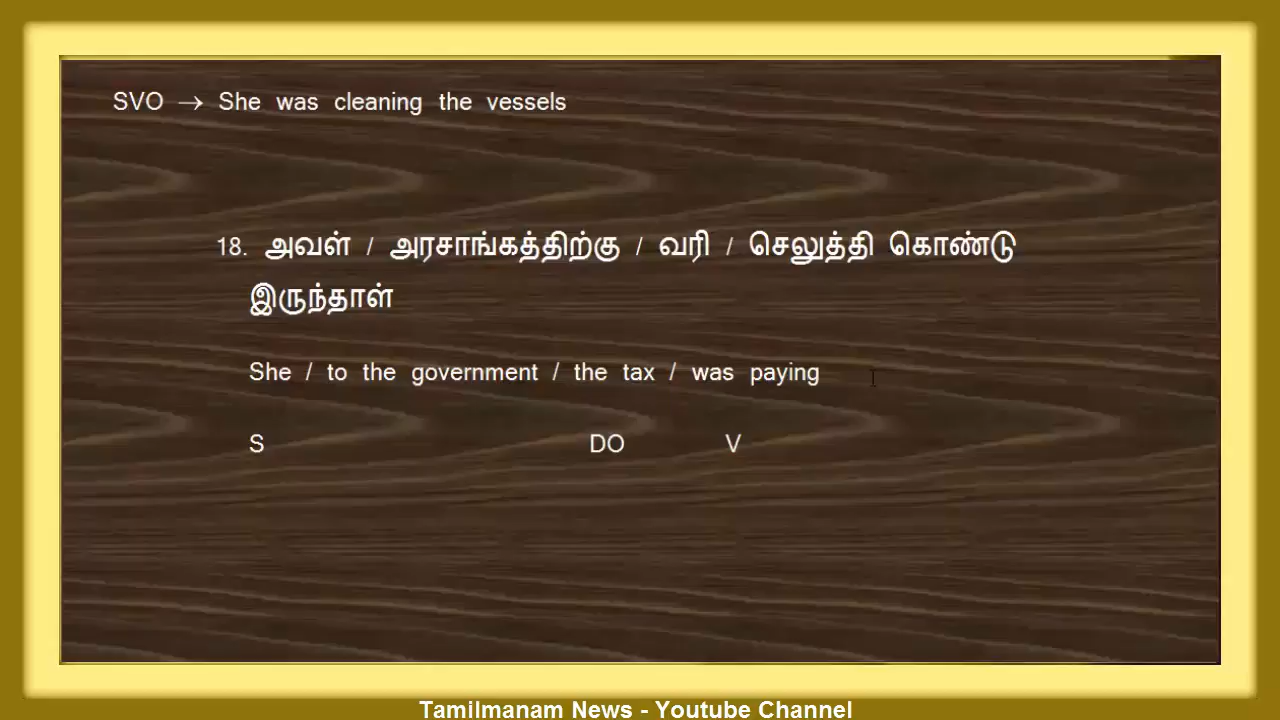 SVO → She was cleaning the vessels
18. அவள் / அரசாங்கத்திற்கு / வரி / செலுத்தி கொண்டு
இருந்தாள்
She / to the government / the tax / was paying
S DO V
Tamilmanam News - Youtube Channel